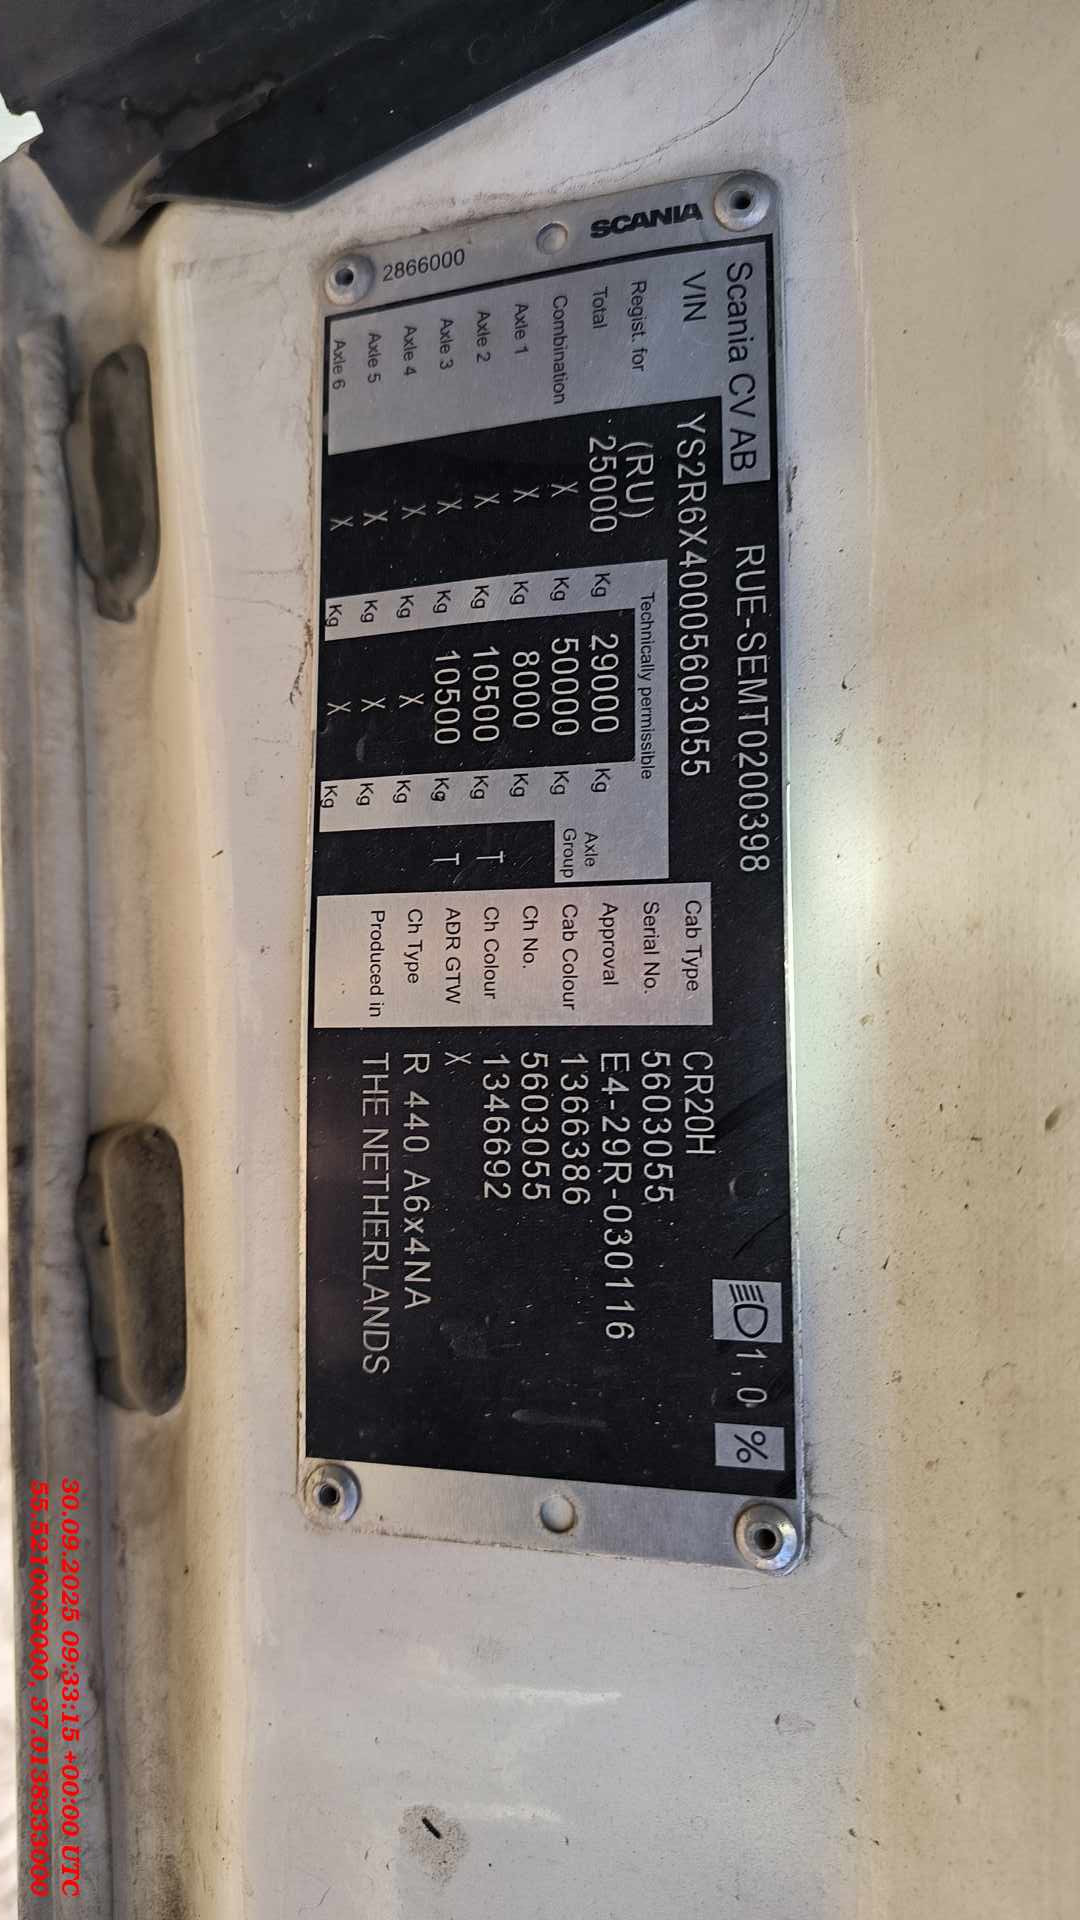 SCANIA
2866000
Scania CV AB RUE-SEMT0200398 1,0 %
VIN YS2R6X40005603055
Regist. for (RU) Technically permissible
Total 25000 Kg 29000 Kg
Combination X Kg 50000 Kg Axle Group
Axle 1 X Kg 8000 Kg
Axle 2 X Kg 10500 Kg T
Axle 3 X Kg 10500 Kg T
Axle 4 X Kg X Kg
Axle 5 X Kg X Kg
Axle 6 X Kg X Kg
Cab Type CR20H
Serial No. 5603055
Approval E4-29R-030116
Cab Colour 1366386
Ch No. 5603055
Ch Colour 1346692
ADR GTW X
Ch Type R 440 A6x4NA
Produced in THE NETHERLANDS
30.09.2025 09:33:15 +00:00 UTC
55.521003000, 37.0138333000